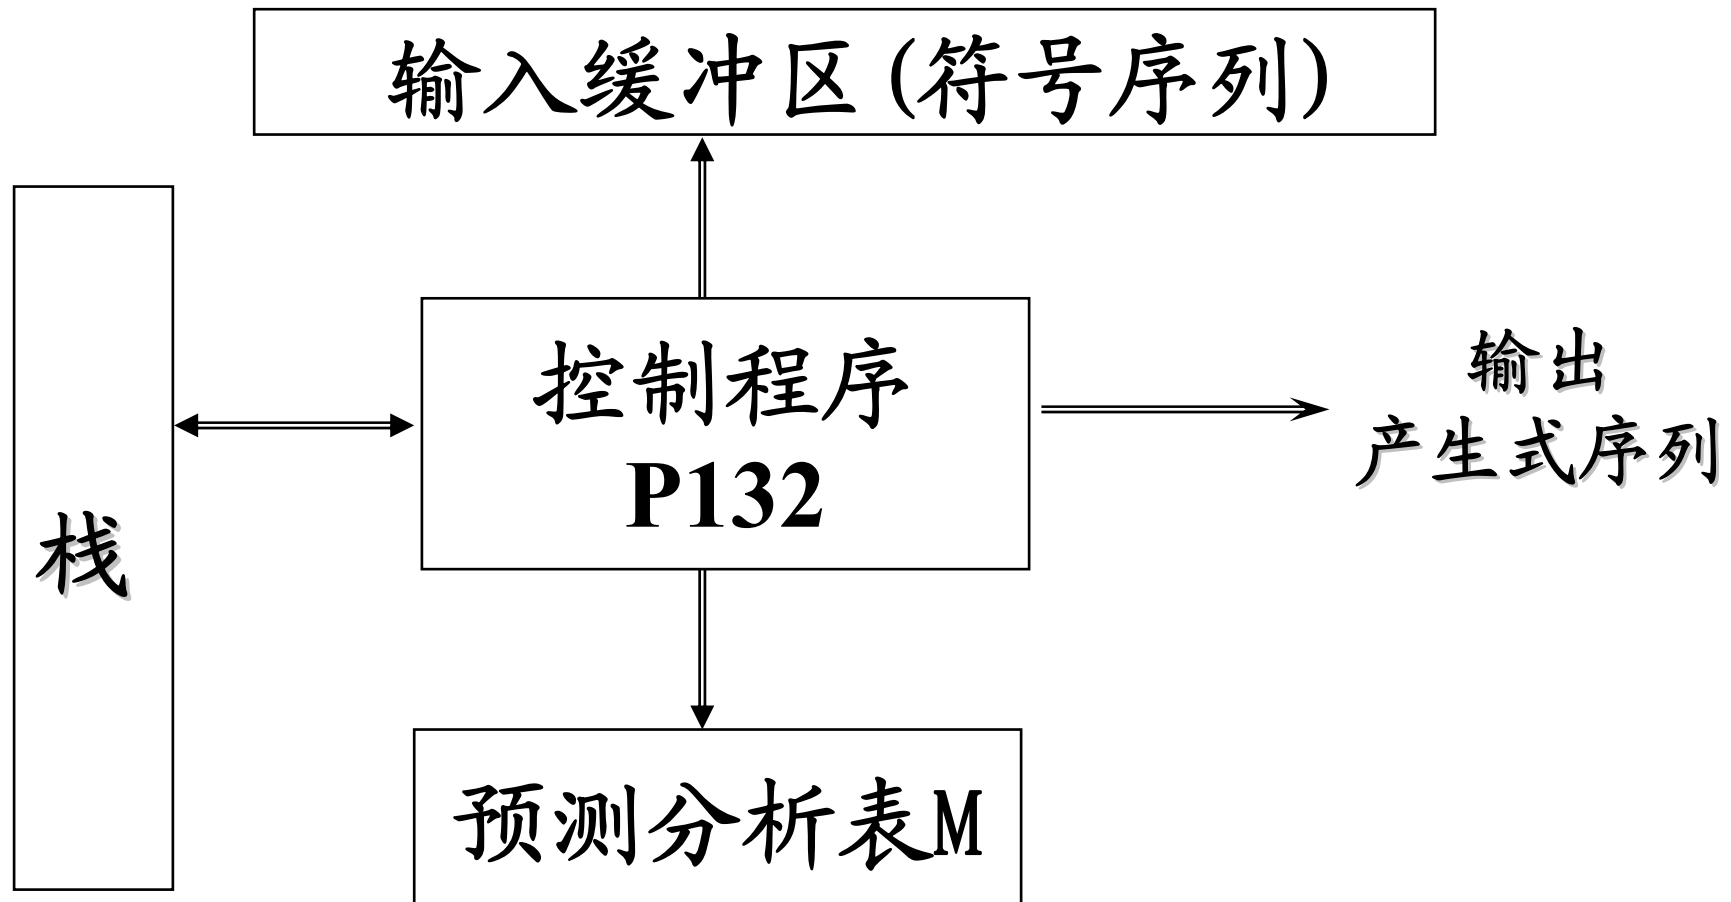 输入缓冲区(符号序列)
栈
控制程序
P132
输出
产生式序列
预测分析表M